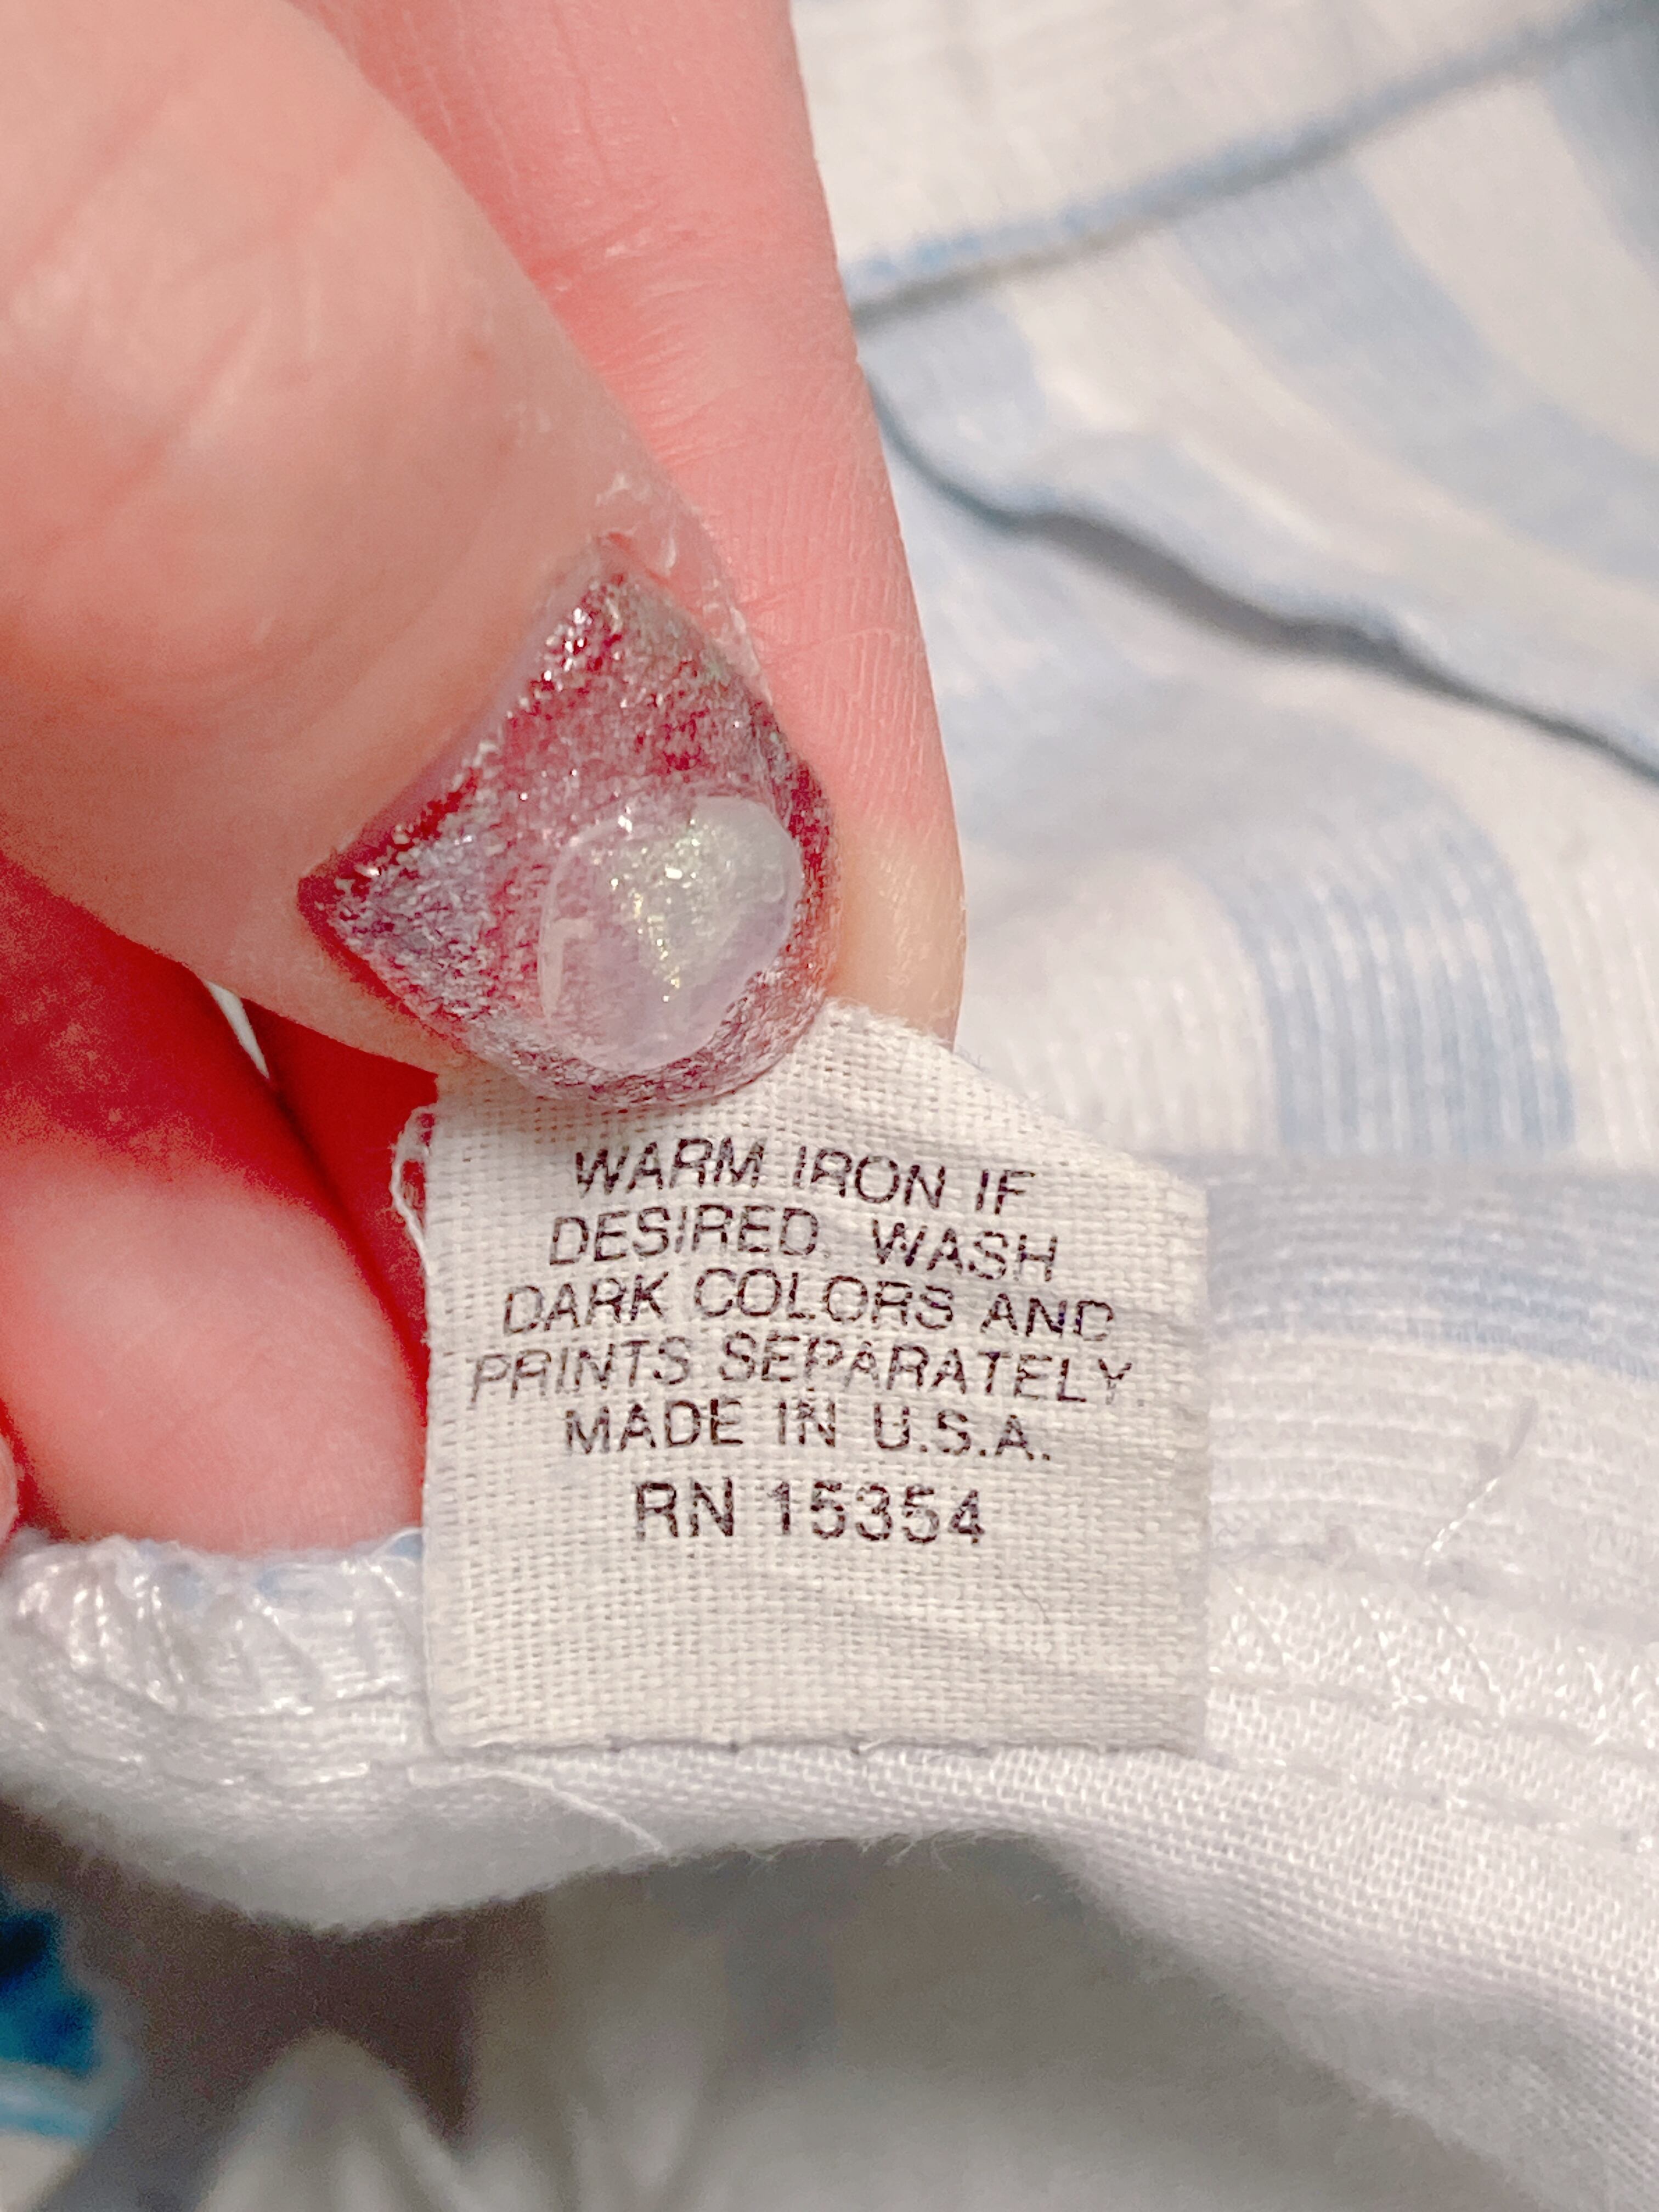 WARM IRON IF
DESIRED. WASH
DARK COLORS AND
PRINTS SEPARATELY.
MADE IN U.S.A.
RN 15354